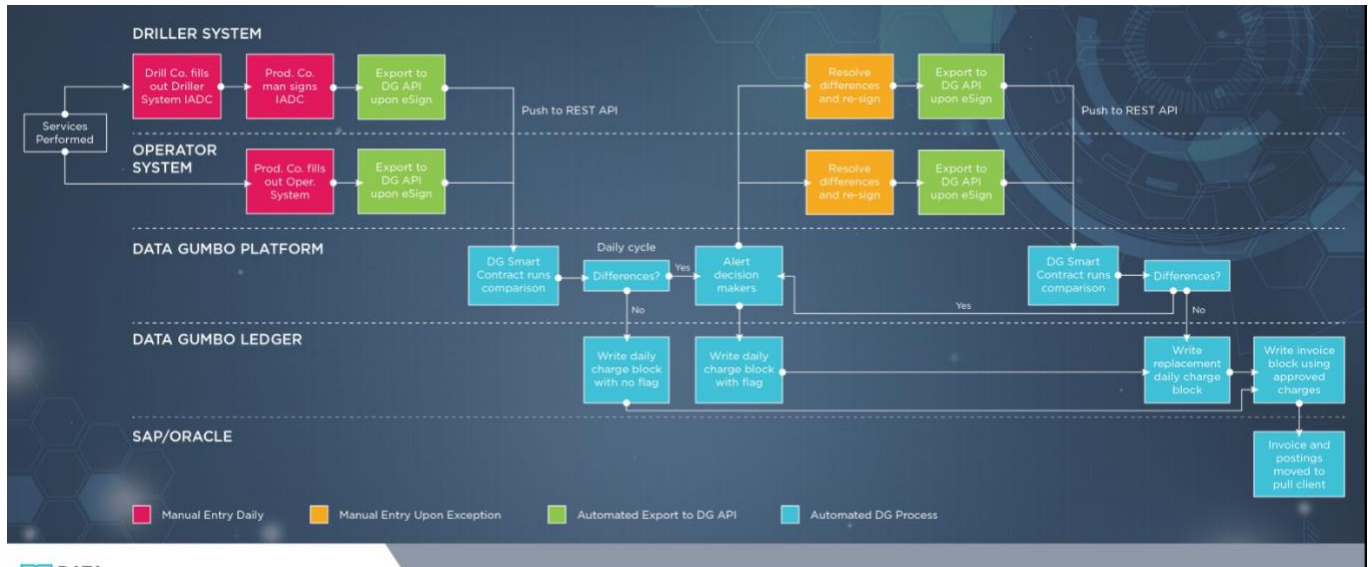 DRILLER SYSTEM
Drill Co. fills
out Driller
System IADC
Prod. Co.
man signs
IADC
Export to
DG API
upon eSign
Push to REST API
Resolve
differences
and re-sign
Export to
DG API
upon eSign
Push to REST API
Services
Performed
OPERATOR
SYSTEM
Prod. Co. fills
out Oper.
System
Export to
DG API
upon eSign
Resolve
differences
and re-sign
Export to
DG API
upon eSign
DATA GUMBO PLATFORM
DG Smart
Contract runs
comparison
Daily cycle
Differences?
Yes
No
Alert
decision
makers
DG Smart
Contract runs
comparison
Differences?
Yes
No
DATA GUMBO LEDGER
Write daily
charge block
with no flag
Write daily
charge block
with flag
Write
replacement
daily charge
block
Write invoice
block using
approved
charges
SAP/ORACLE
Invoice and
postings
moved to
pull client
Manual Entry Daily
Manual Entry Upon Exception
Automated Export to DG API
Automated DG Process
DATA